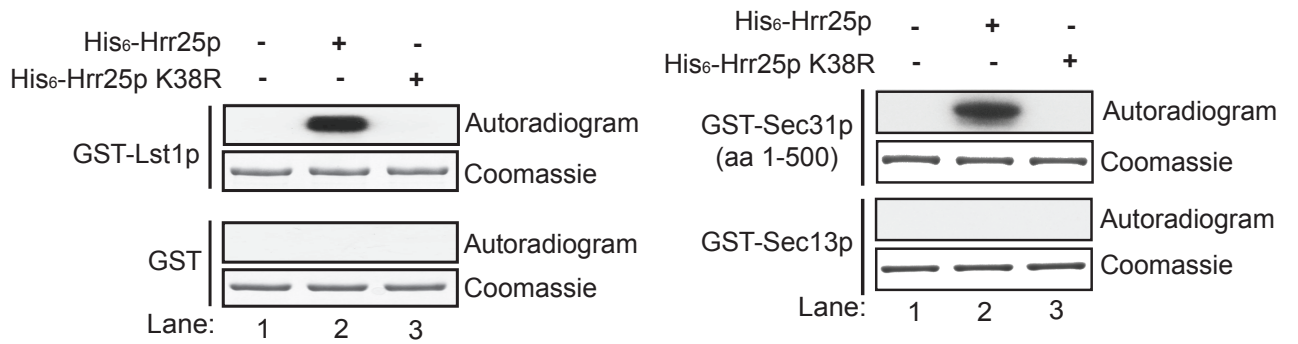 His6-Hrr25p - + -
His6-Hrr25p K38R - - +
GST-Lst1p
Autoradiogram
Coomassie
GST
Autoradiogram
Coomassie
Lane: 1 2 3
His6-Hrr25p - + -
His6-Hrr25p K38R - - +
GST-Sec31p
(aa 1-500)
Autoradiogram
Coomassie
GST-Sec13p
Autoradiogram
Coomassie
Lane: 1 2 3